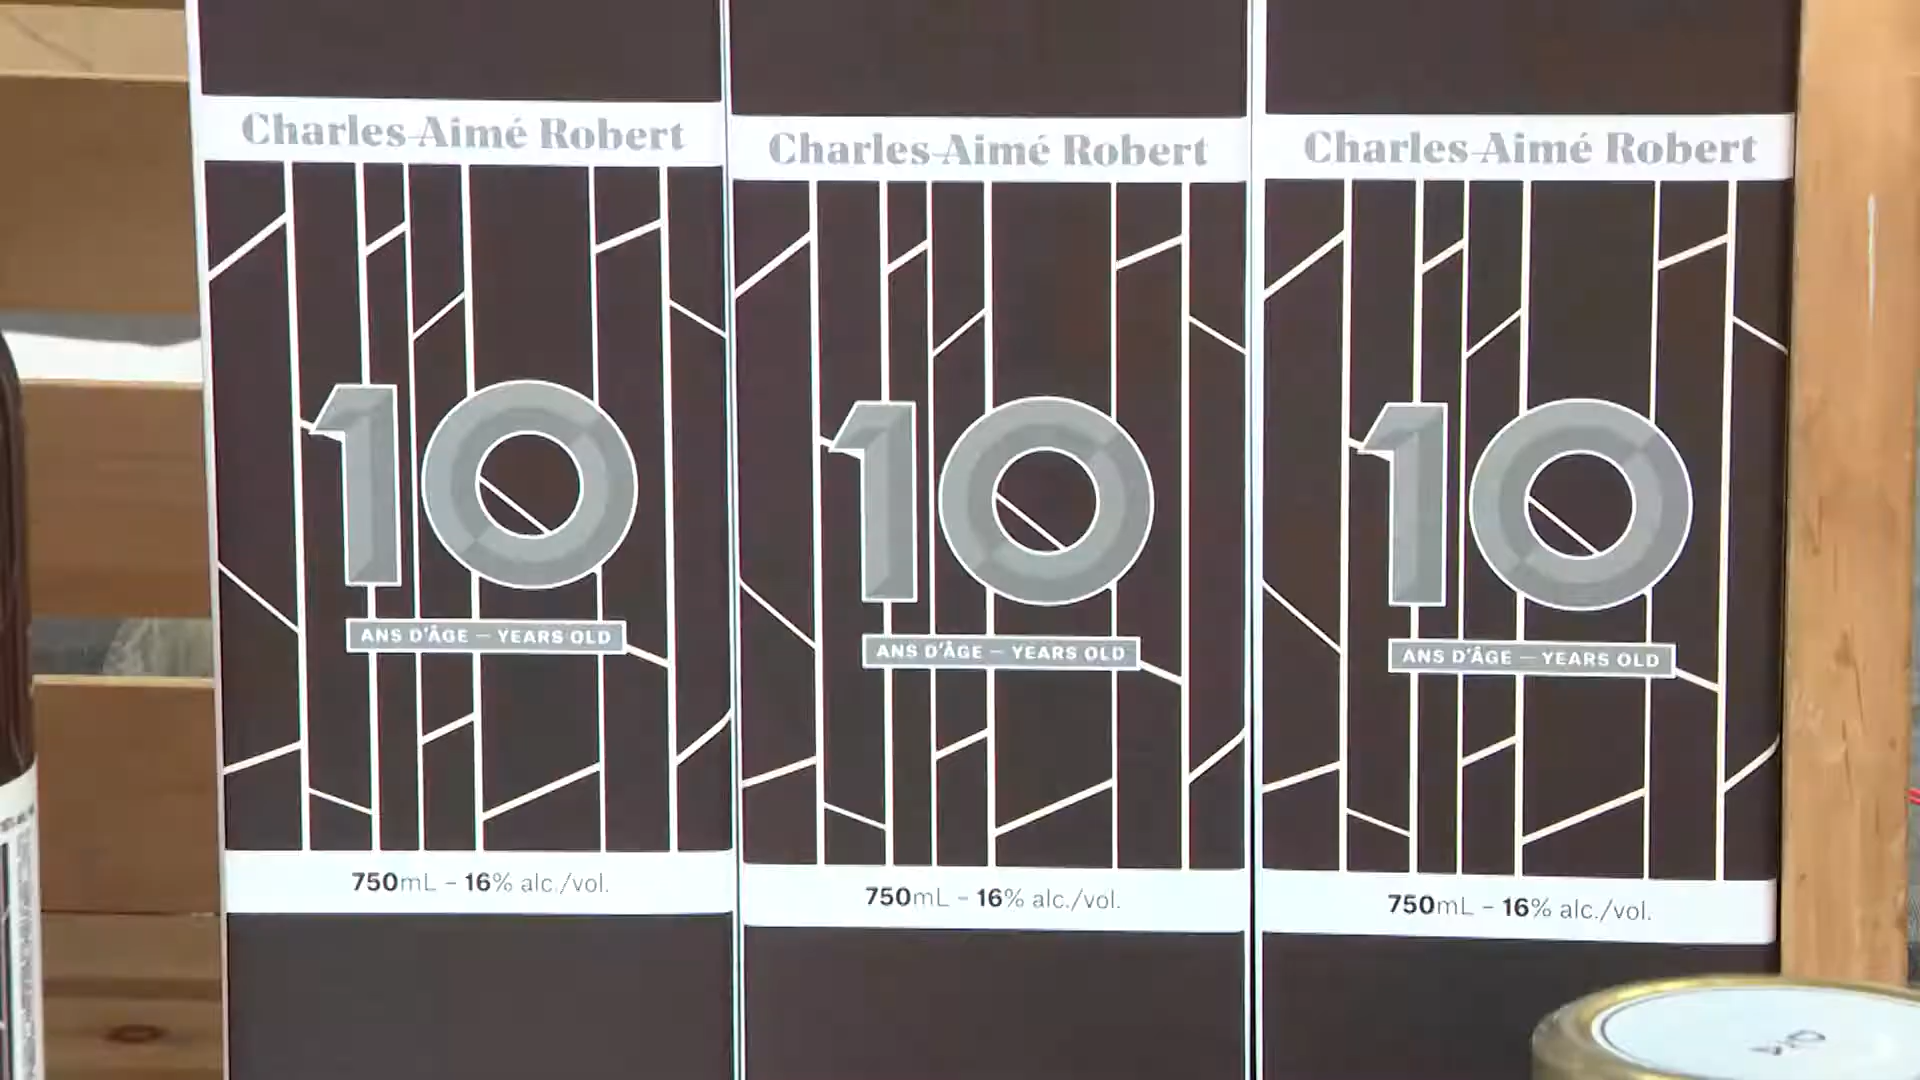 Charles-Aimé Robert
10
ANS D'ÂGE — YEARS OLD
750mL – 16% alc./vol.
Charles-Aimé Robert
10
ANS D'ÂGE — YEARS OLD
750mL – 16% alc./vol.
Charles-Aimé Robert
10
ANS D'ÂGE — YEARS OLD
750mL – 16% alc./vol.